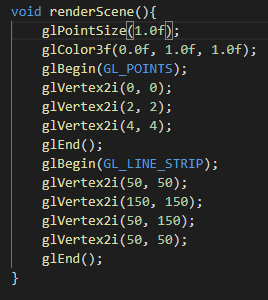 void renderScene(){
glPointSize(1.0f);
glColor3f(0.0f, 1.0f, 1.0f);
glBegin(GL_POINTS);
glVertex2i(0, 0);
glVertex2i(2, 2);
glVertex2i(4, 4);
glEnd();
glBegin(GL_LINE_STRIP);
glVertex2i(50, 50);
glVertex2i(150, 150);
glVertex2i(50, 150);
glVertex2i(50, 50);
glEnd();
}